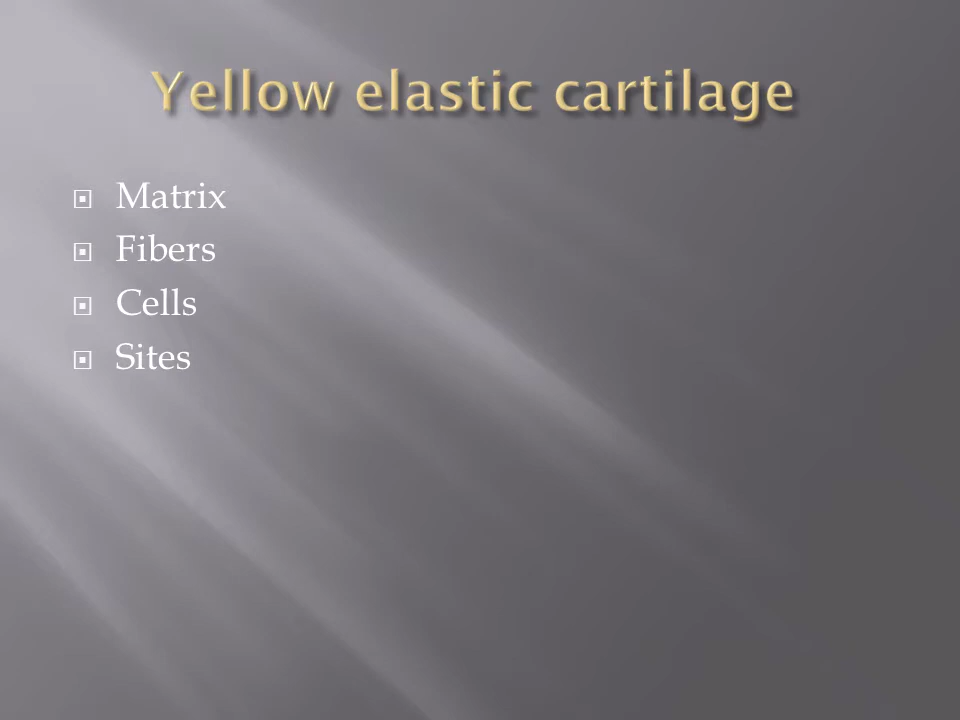 Yellow elastic cartilage
Matrix
Fibers
Cells
Sites